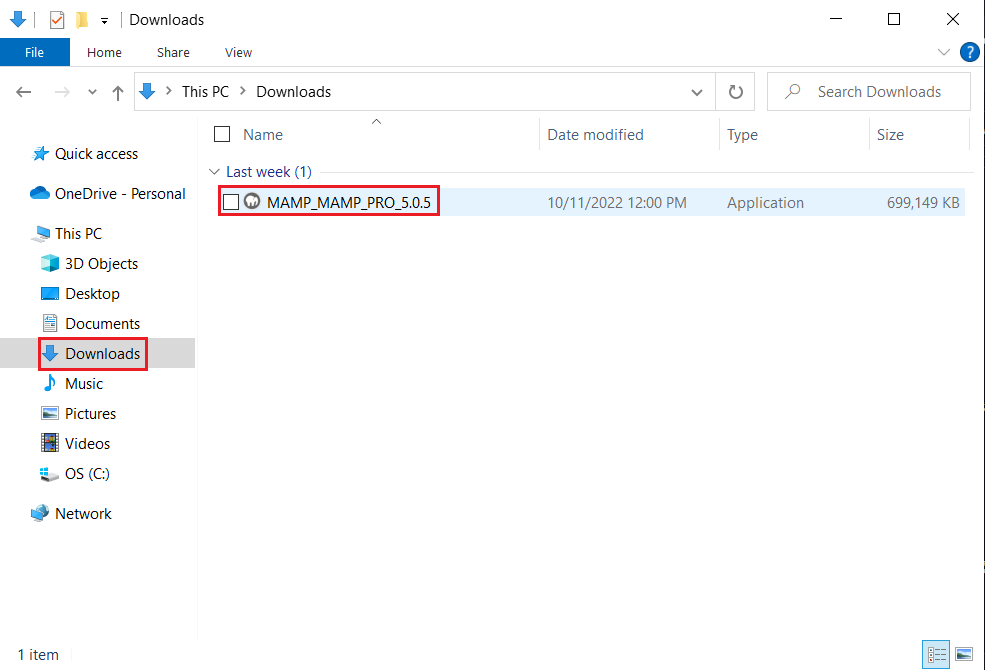 Downloads
File Home Share View
This PC > Downloads Search Downloads
Name Date modified Type Size
Quick access
Last week (1)
OneDrive - Personal
MAMP_MAMP_PRO_5.0.5 10/11/2022 12:00 PM Application 699,149 KB
This PC
3D Objects
Desktop
Documents
Downloads
Music
Pictures
Videos
OS (C:)
Network
1 item